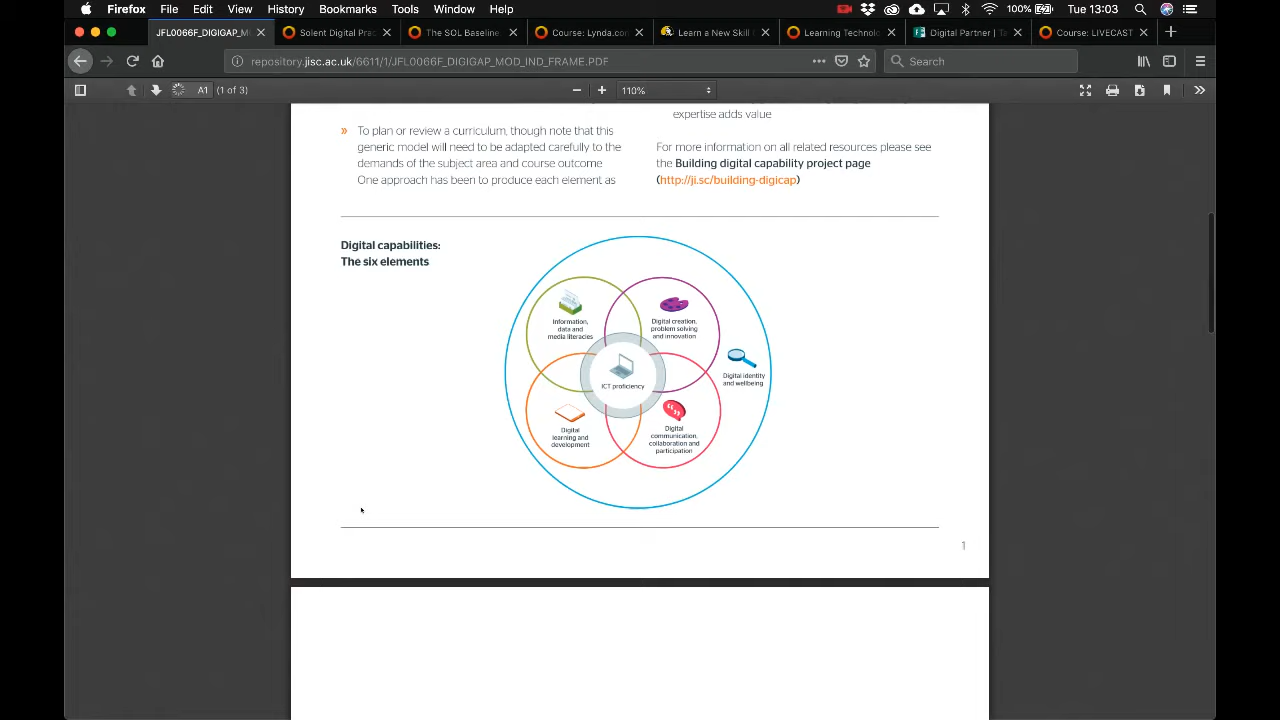 Firefox File Edit View History Bookmarks Tools Window Help 100% Tue 13:03
JFL0066F_DIGIGAP_M Solent Digital Prac The SOL Baseline Course: Lynda.con Learn a New Skill Learning Technolo Digital Partner | Ta Course: LIVECAST
repository.jisc.ac.uk/6611/1/JFL0066F_DIGIGAP_MOD_IND_FRAME.PDF Search
A1 (1 of 3) 110%
expertise adds value
» To plan or review a curriculum, though note that this
generic model will need to be adapted carefully to the
demands of the subject area and course outcome
One approach has been to produce each element as
For more information on all related resources please see
the Building digital capability project page
(http://ji.sc/building-digicap)
Digital capabilities:
The six elements
Information,
data and
media literacies
Digital creation,
problem solving
and innovation
ICT proficiency
Digital identity
and wellbeing
Digital
learning and
development
Digital
communication,
collaboration and
participation
1